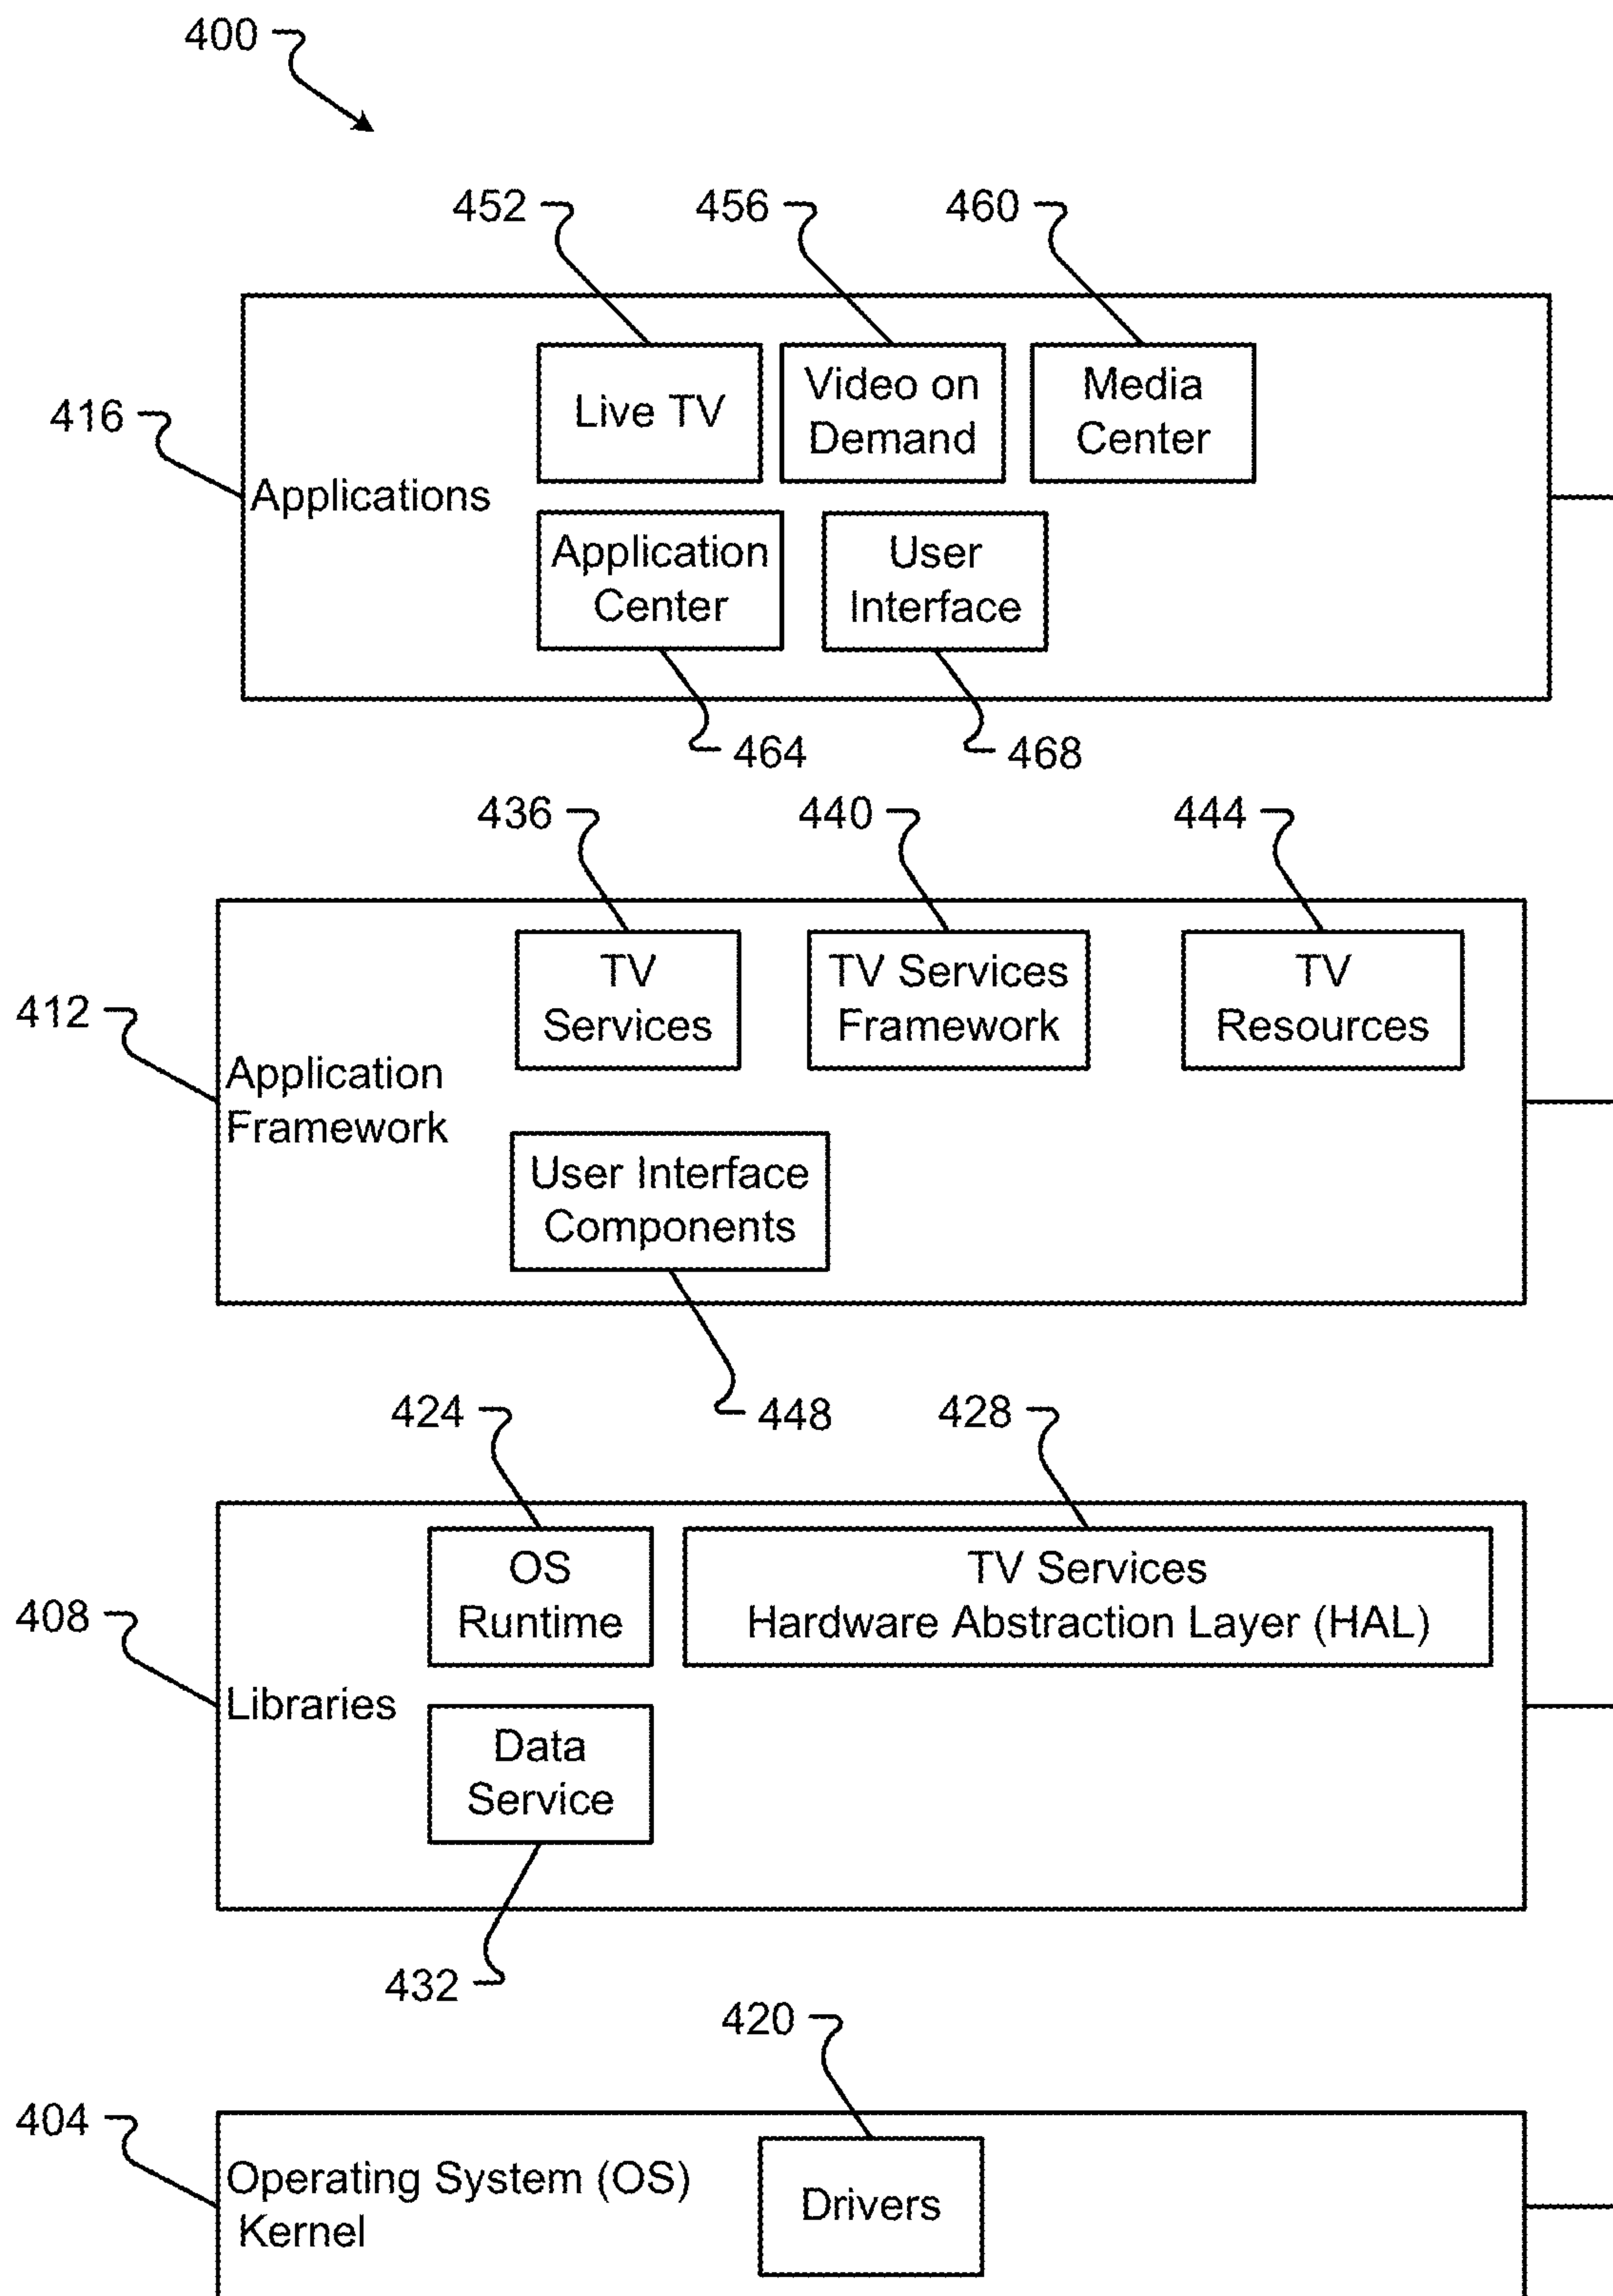 400
452 456 460
Live TV
Video on
Demand
Media
Center
416
Applications
Application
Center
User
Interface
464 468
436 440 444
TV
Services
TV Services
Framework
TV
Resources
412
Application
Framework
User Interface
Components
448
424 428
OS
Runtime
TV Services
Hardware Abstraction Layer (HAL)
408
Libraries
Data
Service
432
420
404
Operating System (OS)
Kernel
Drivers